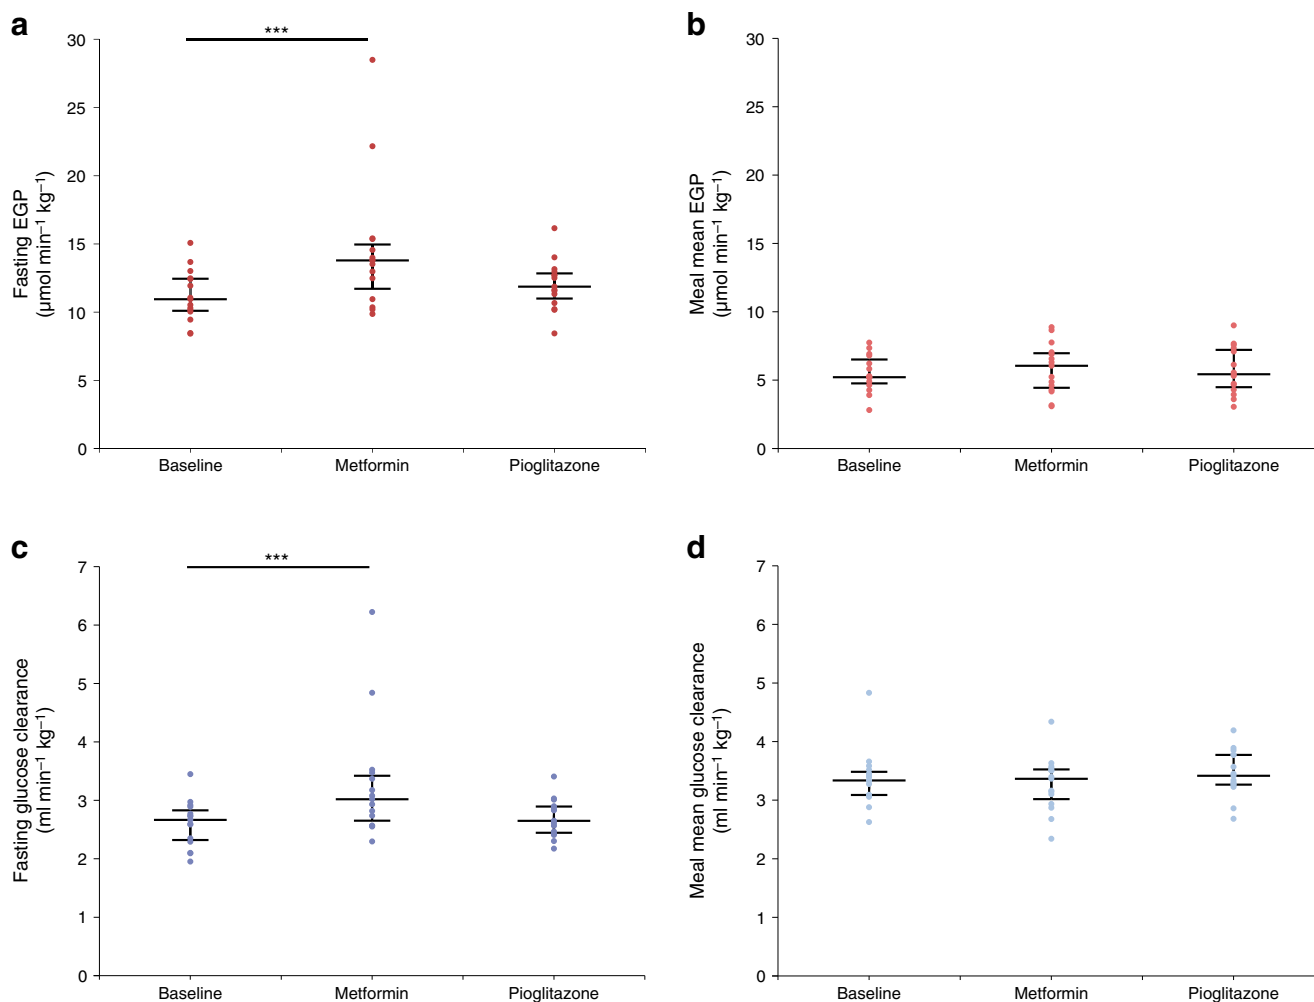 a
***
30
25
20
15
10
5
0
Fasting EGP
(µmol min⁻¹ kg⁻¹)
Baseline
Metformin
Pioglitazone
b
30
25
20
15
10
5
0
Meal mean EGP
(µmol min⁻¹ kg⁻¹)
Baseline
Metformin
Pioglitazone
c
***
7
6
5
4
3
2
1
0
Fasting glucose clearance
(ml min⁻¹ kg⁻¹)
Baseline
Metformin
Pioglitazone
d
7
6
5
4
3
2
1
0
Meal mean glucose clearance
(ml min⁻¹ kg⁻¹)
Baseline
Metformin
Pioglitazone